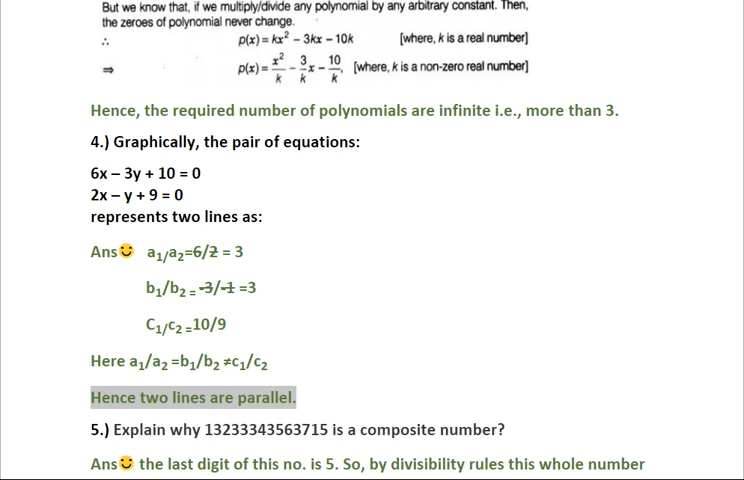 But we know that, if we multiply/divide any polynomial by any arbitrary constant. Then,
the zeroes of polynomial never change.
∴ p(x) = kx² − 3kx − 10k [where, k is a real number]
⇒ p(x) = x²/k − 3/k x − 10/k, [where, k is a non-zero real number]
Hence, the required number of polynomials are infinite i.e., more than 3.
4.) Graphically, the pair of equations:
6x – 3y + 10 = 0
2x – y + 9 = 0
represents two lines as:
Ans😃 a₁/a₂=6/2 = 3
b₁/b₂ = -3/-1 =3
C₁/c₂ =10/9
Here a₁/a₂ =b₁/b₂ ≠c₁/c₂
Hence two lines are parallel.
5.) Explain why 13233343563715 is a composite number?
Ans😃 the last digit of this no. is 5. So, by divisibility rules this whole number